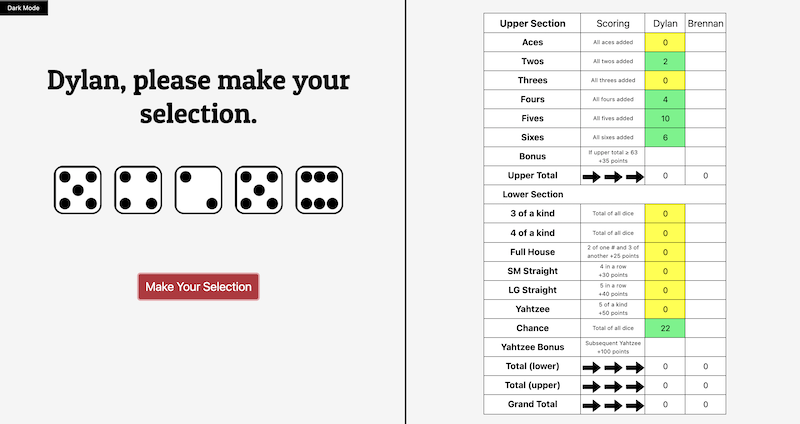 Dark Mode
Dylan, please make your
selection.
Make Your Selection
Upper Section Scoring Dylan Brennan
Aces All aces added 0
Twos All twos added 2
Threes All threes added 0
Fours All fours added 4
Fives All fives added 10
Sixes All sixes added 6
Bonus If upper total ≥ 63
+35 points
Upper Total 0 0
Lower Section
3 of a kind Total of all dice 0
4 of a kind Total of all dice 0
Full House 2 of one # and 3 of
another +25 points 0
SM Straight 4 in a row
+30 points 0
LG Straight 5 in a row
+40 points 0
Yahtzee 5 of a kind
+50 points 0
Chance Total of all dice 22
Yahtzee Bonus Subsequent Yahtzee
+100 points
Total (lower) 0 0
Total (upper) 0 0
Grand Total 0 0